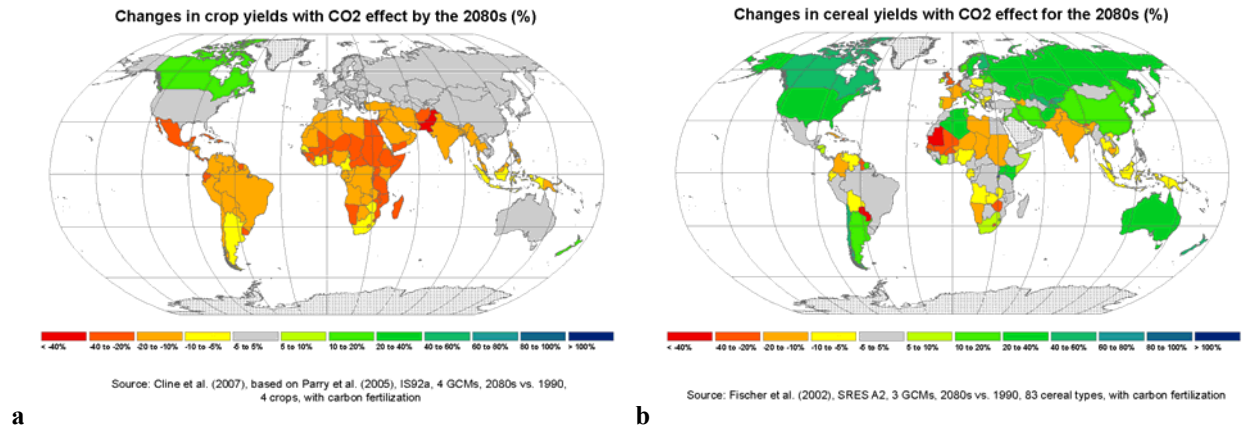 Changes in crop yields with CO2 effect by the 2080s (%)
< -40%
-40 to -20%
-20 to -10%
-10 to -5%
-5 to 5%
5 to 10%
10 to 20%
20 to 40%
40 to 60%
60 to 80%
80 to 100%
> 100%
Source: Cline et al. (2007), based on Parry et al. (2005), IS92a, 4 GCMs, 2080s vs. 1990,
4 crops, with carbon fertilization
a
Changes in cereal yields with CO2 effect for the 2080s (%)
< -40%
-40 to -20%
-20 to -10%
-10 to -5%
-5 to 5%
5 to 10%
10 to 20%
20 to 40%
40 to 60%
60 to 80%
80 to 100%
> 100%
Source: Fischer et al. (2002), SRES A2, 3 GCMs, 2080s vs. 1990, 83 cereal types, with carbon fertilization
b